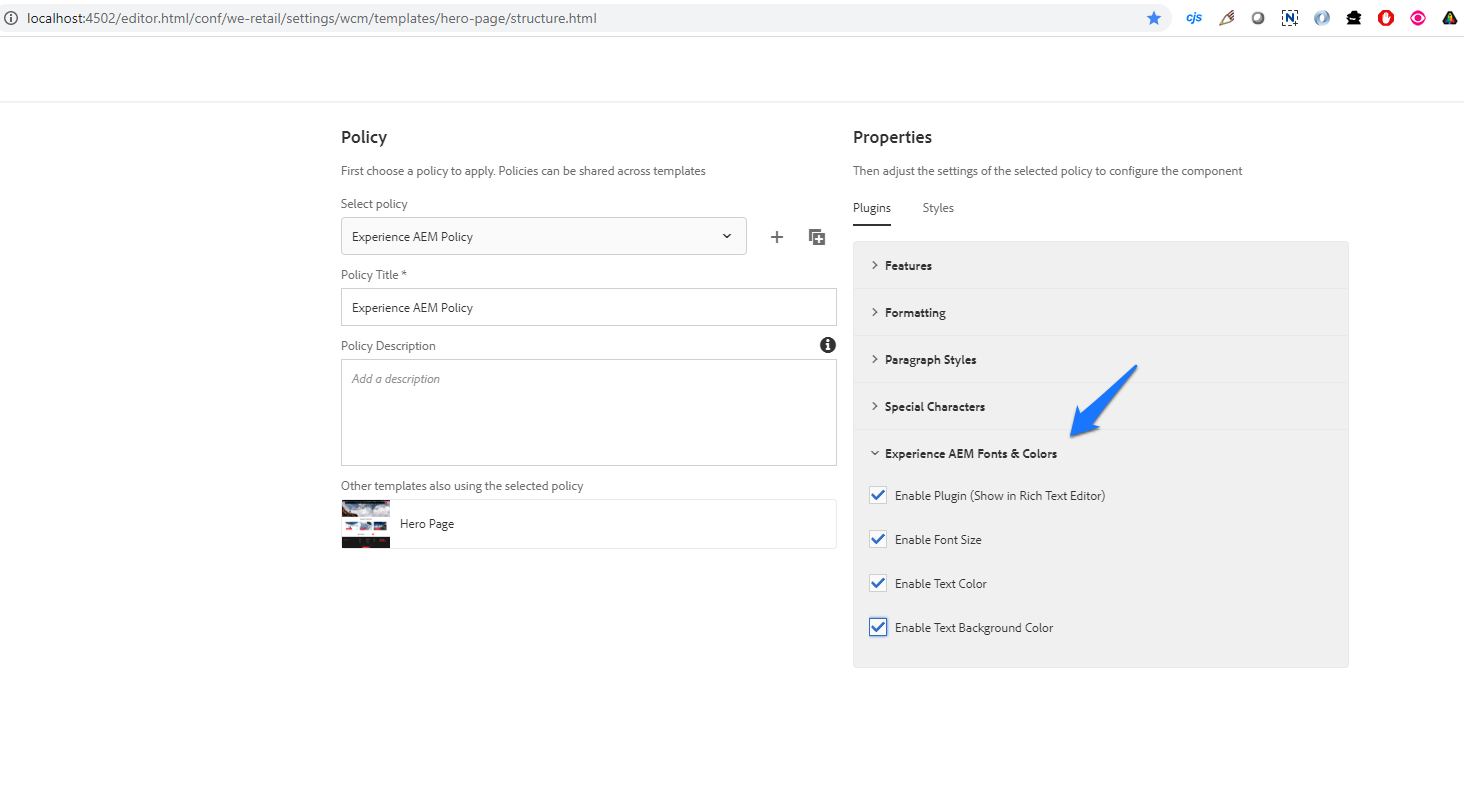 localhost:4502/editor.html/conf/we-retail/settings/wcm/templates/hero-page/structure.html
cjs
N
Policy
First choose a policy to apply. Policies can be shared across templates
Select policy
Experience AEM Policy
Policy Title *
Experience AEM Policy
Policy Description
Add a description
Other templates also using the selected policy
Hero Page
Properties
Then adjust the settings of the selected policy to configure the component
Plugins Styles
Features
Formatting
Paragraph Styles
Special Characters
Experience AEM Fonts & Colors
Enable Plugin (Show in Rich Text Editor)
Enable Font Size
Enable Text Color
Enable Text Background Color